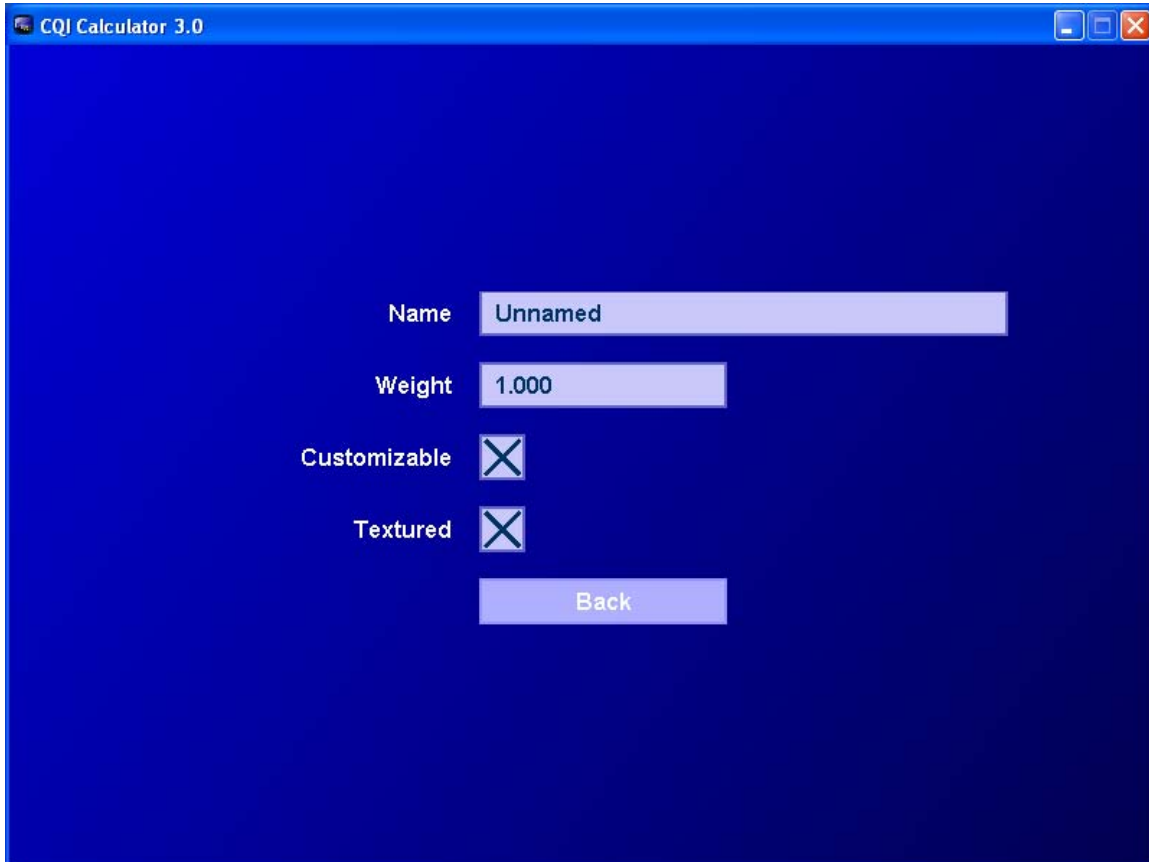 CQI Calculator 3.0
Name Unnamed
Weight 1.000
Customizable
Textured
Back